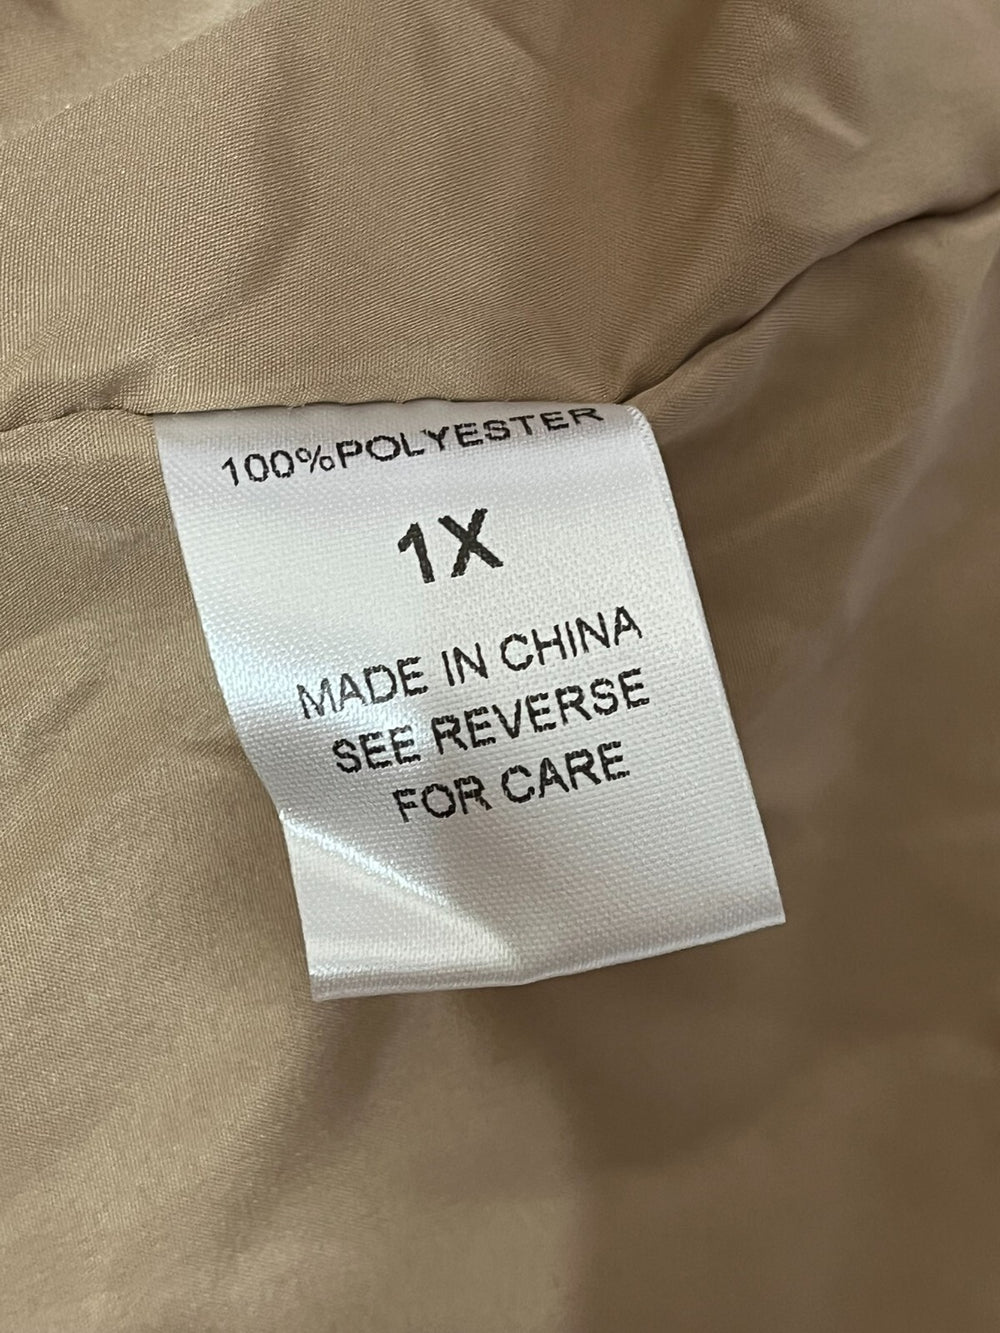 100%POLYESTER
1X
MADE IN CHINA
SEE REVERSE
FOR CARE